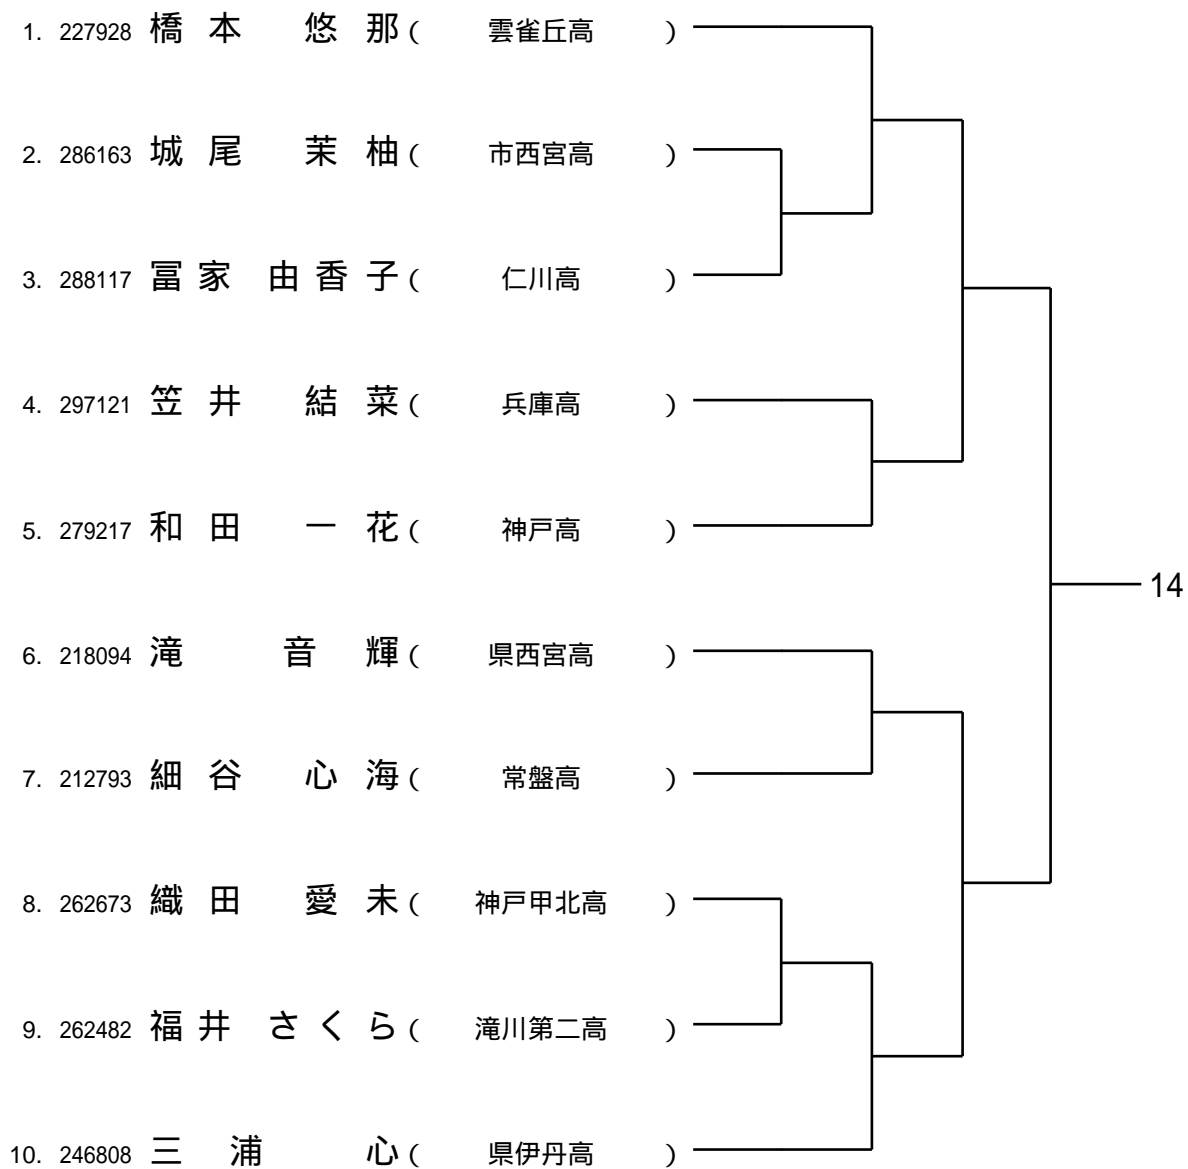 1. 227928 橋本 悠那 ( 雲雀丘高 )
2. 286163 城尾 茉柚 ( 市西宮高 )
3. 288117 冨家 由香子 ( 仁川高 )
4. 297121 笠井 結菜 ( 兵庫高 )
5. 279217 和田 一花 ( 神戸高 )
14
6. 218094 滝 音輝 ( 県西宮高 )
7. 212793 細谷 心海 ( 常盤高 )
8. 262673 織田 愛未 ( 神戸甲北高 )
9. 262482 福井 さくら ( 滝川第二高 )
10. 246808 三浦 心 ( 県伊丹高 )